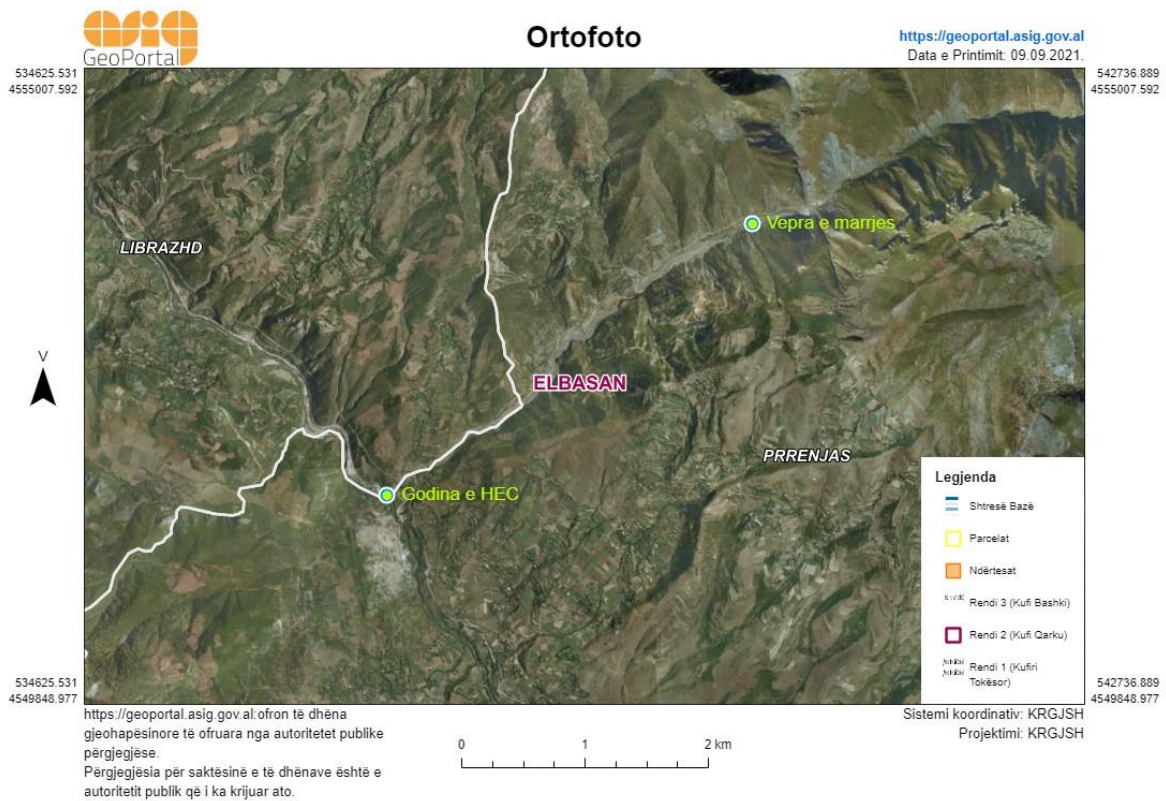 asig
GeoPortal
Ortofoto
https://geoportal.asig.gov.al
Data e Printimit: 09.09.2021.
534625.531
4555007.592
542736.889
4555007.592
Vepra e marrjes
LIBRAZHD
V
ELBASAN
PRRENJAS
Godina e HEC
Legjenda
Shtresë Bazë
Parcelat
Ndërtesat
Rendi 3 (Kufi Bashki)
Rendi 2 (Kufi Qarku)
Rendi 1 (Kufiri
Tokësor)
534625.531
4549848.977
542736.889
4549848.977
https://geoportal.asig.gov.al:ofron të dhëna
gjeohapësinore të ofruara nga autoritetet publike
përgjegjëse.
Përgjegjësia për saktësinë e të dhënave është e
autoritetit publik që i ka krijuar ato.
0 1 2 km
Sistemi koordinativ: KRGJSH
Projektimi: KRGJSH